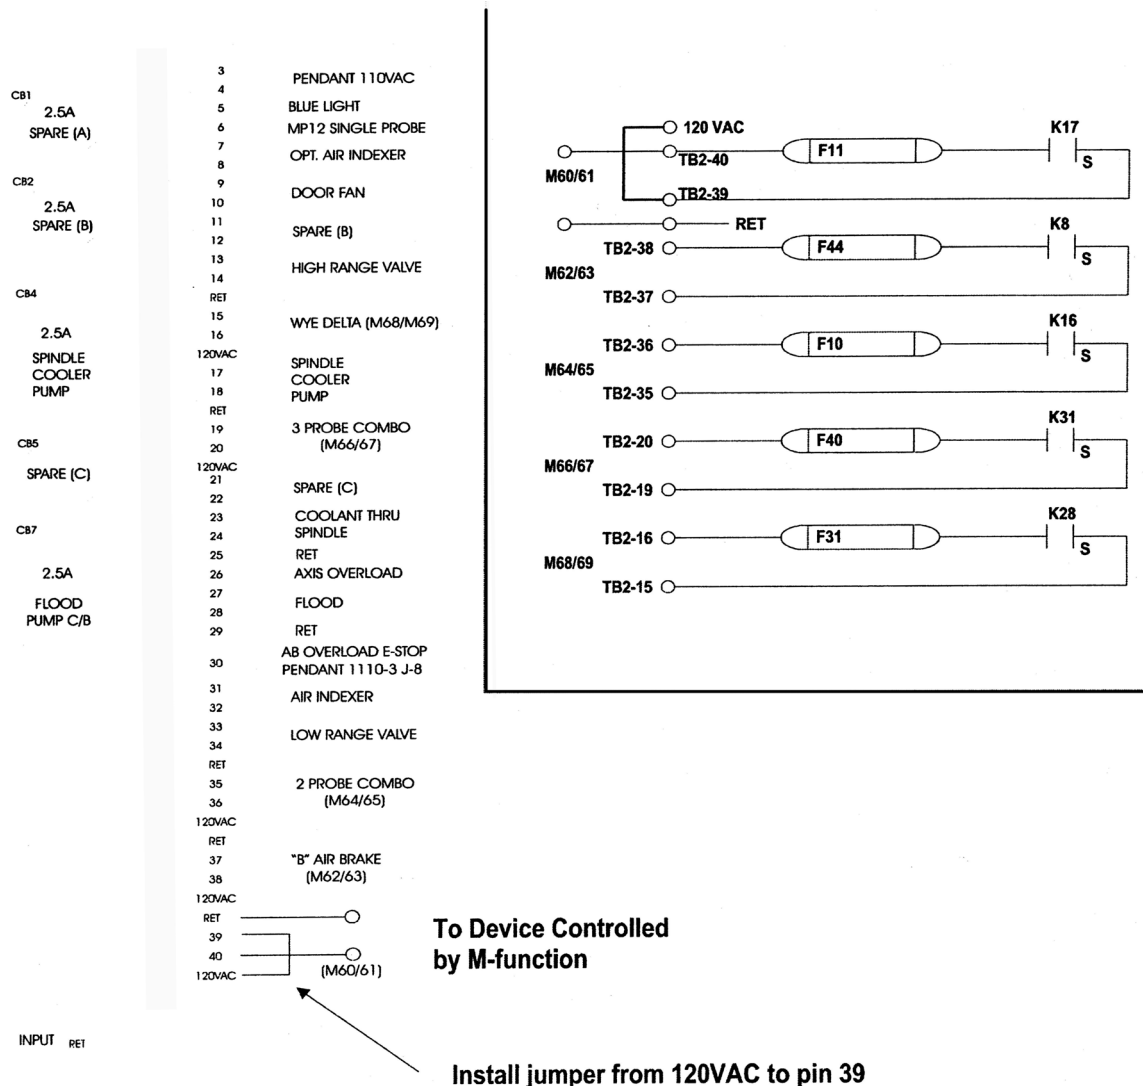 CB1
2.5A
SPARE (A)
CB2
2.5A
SPARE (B)
CB4
2.5A
SPINDLE
COOLER
PUMP
CB5
SPARE (C)
CB7
2.5A
FLOOD
PUMP C/B
INPUT RET
3
PENDANT 110VAC
4
5 BLUE LIGHT
6 MP12 SINGLE PROBE
7
OPT. AIR INDEXER
8
9
DOOR FAN
10
11
SPARE (B)
12
13
HIGH RANGE VALVE
14
RET
15
WYE DELTA (M68/M69)
16
120VAC
SPINDLE
17
COOLER
18
PUMP
RET
19 3 PROBE COMBO
20 (M66/67)
120VAC
21
SPARE (C)
22
23 COOLANT THRU
24 SPINDLE
25 RET
26 AXIS OVERLOAD
27
FLOOD
28
29 RET
AB OVERLOAD E-STOP
30
PENDANT 1110-3 J-8
31
AIR INDEXER
32
33
LOW RANGE VALVE
34
RET
35 2 PROBE COMBO
36 (M64/65)
120VAC
RET
37 "B" AIR BRAKE
38 (M62/63)
120VAC
RET
39
40
(M60/61)
120VAC
To Device Controlled
by M-function
Install jumper from 120VAC to pin 39
120 VAC
K17
F11
TB2-40
S
M60/61
TB2-39
RET
K8
TB2-38
F44
S
M62/63
TB2-37
K16
TB2-36
F10
S
M64/65
TB2-35
K31
TB2-20
F40
S
M66/67
TB2-19
K28
TB2-16
F31
S
M68/69
TB2-15